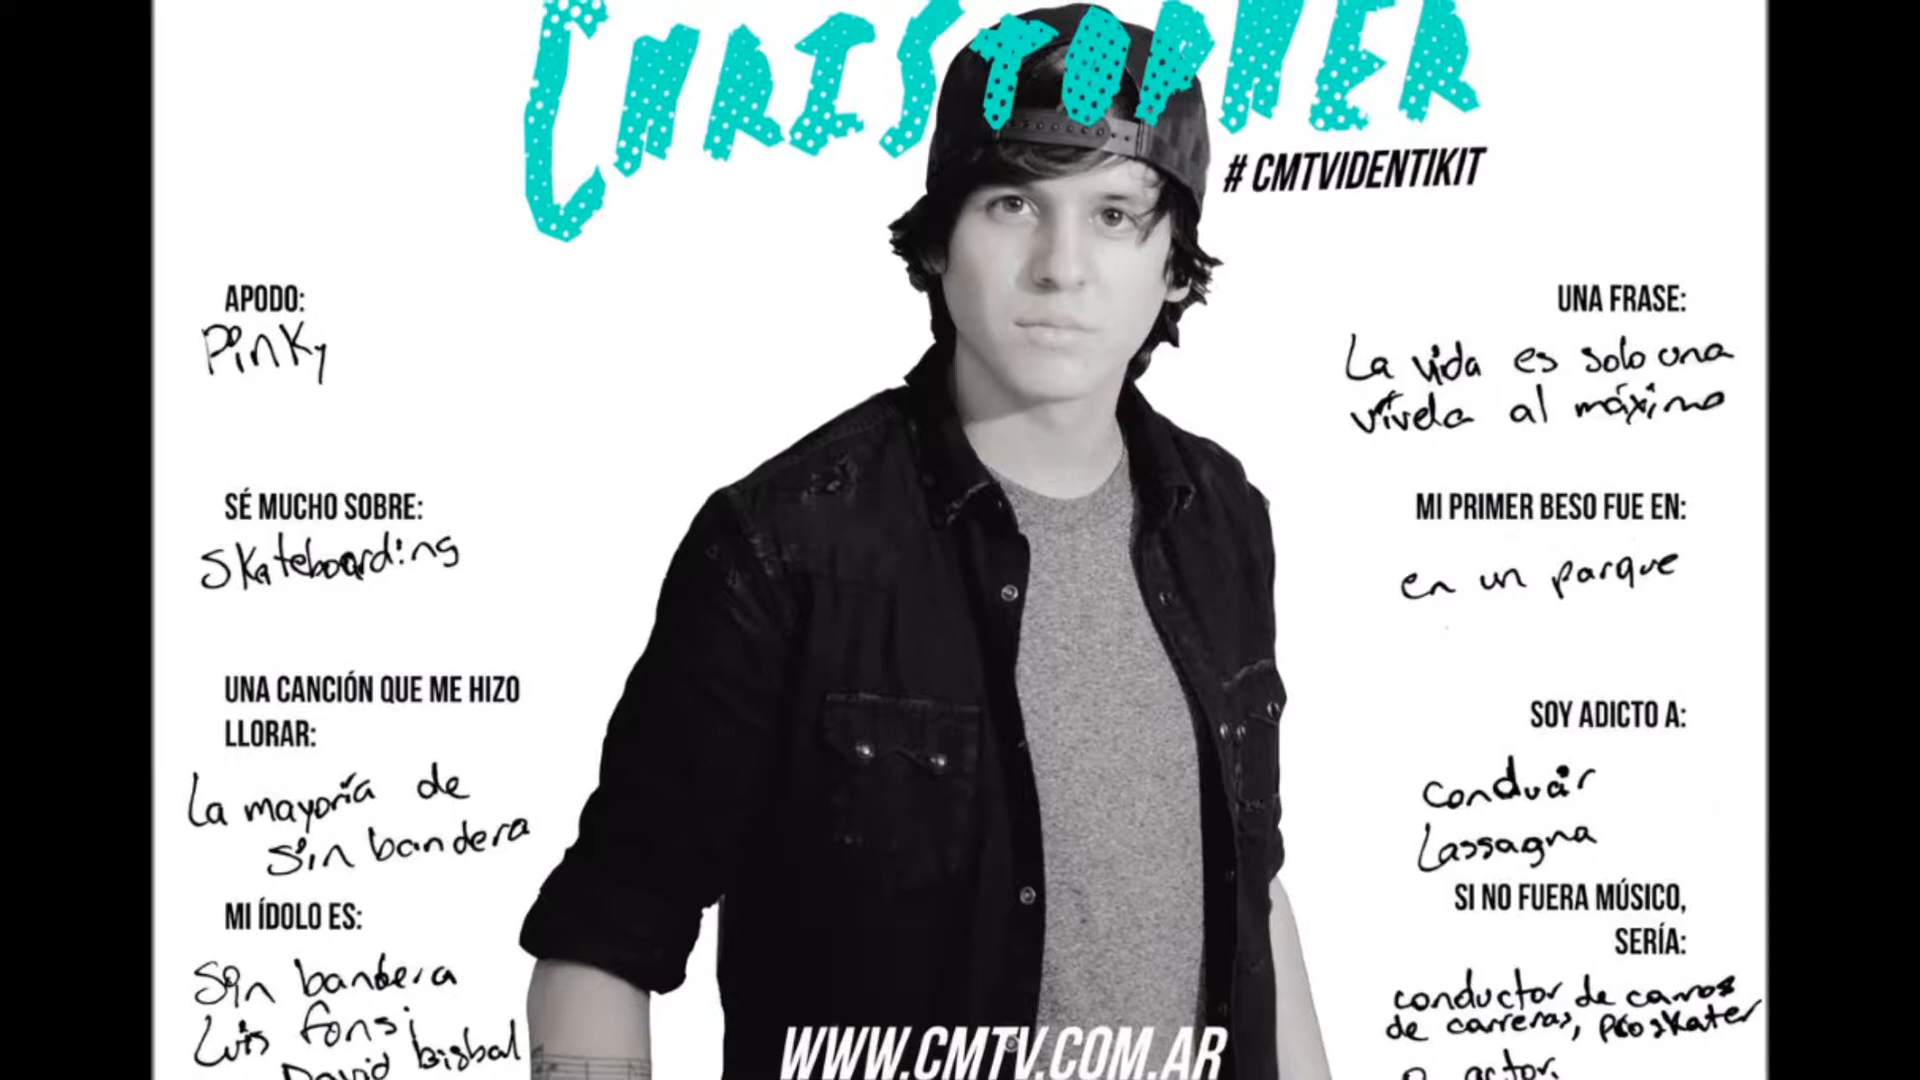 CHRISTOPHER
# CMTVIDENTIKIT
APODO:
Pinky
SÉ MUCHO SOBRE:
skateboarding
UNA CANCIÓN QUE ME HIZO
LLORAR:
La mayoría de
sin bandera
MI ÍDOLO ES:
Sin bandera
Luis fonsi
David bisbal
UNA FRASE:
La vida es solo una
vívela al máximo
MI PRIMER BESO FUE EN:
en un parque
SOY ADICTO A:
conducir
Lassagna
SI NO FUERA MÚSICO,
SERÍA:
conductor de carros
de carreras, proskater
o actor.
WWW.CMTV.COM.AR